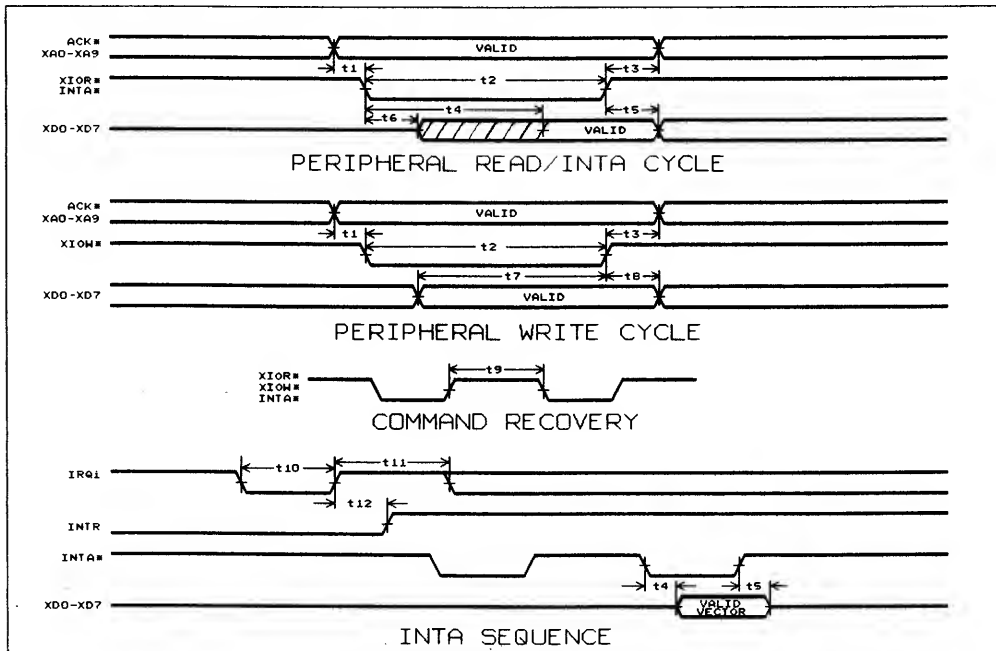 ACK#
XA0-XA9
VALID
t1
t2
t3
XIOR#
INTA#
t4
t5
t6
XD0-XD7
VALID
PERIPHERAL READ/INTA CYCLE
ACK#
XA0-XA9
VALID
t1
t2
t3
XIOW#
t7
t8
XD0-XD7
VALID
PERIPHERAL WRITE CYCLE
XIOR#
XIOW#
INTA#
t9
COMMAND RECOVERY
IRQi
t10
t11
t12
INTR
INTA#
t4
t5
XD0-XD7
VALID
VECTOR
INTA SEQUENCE